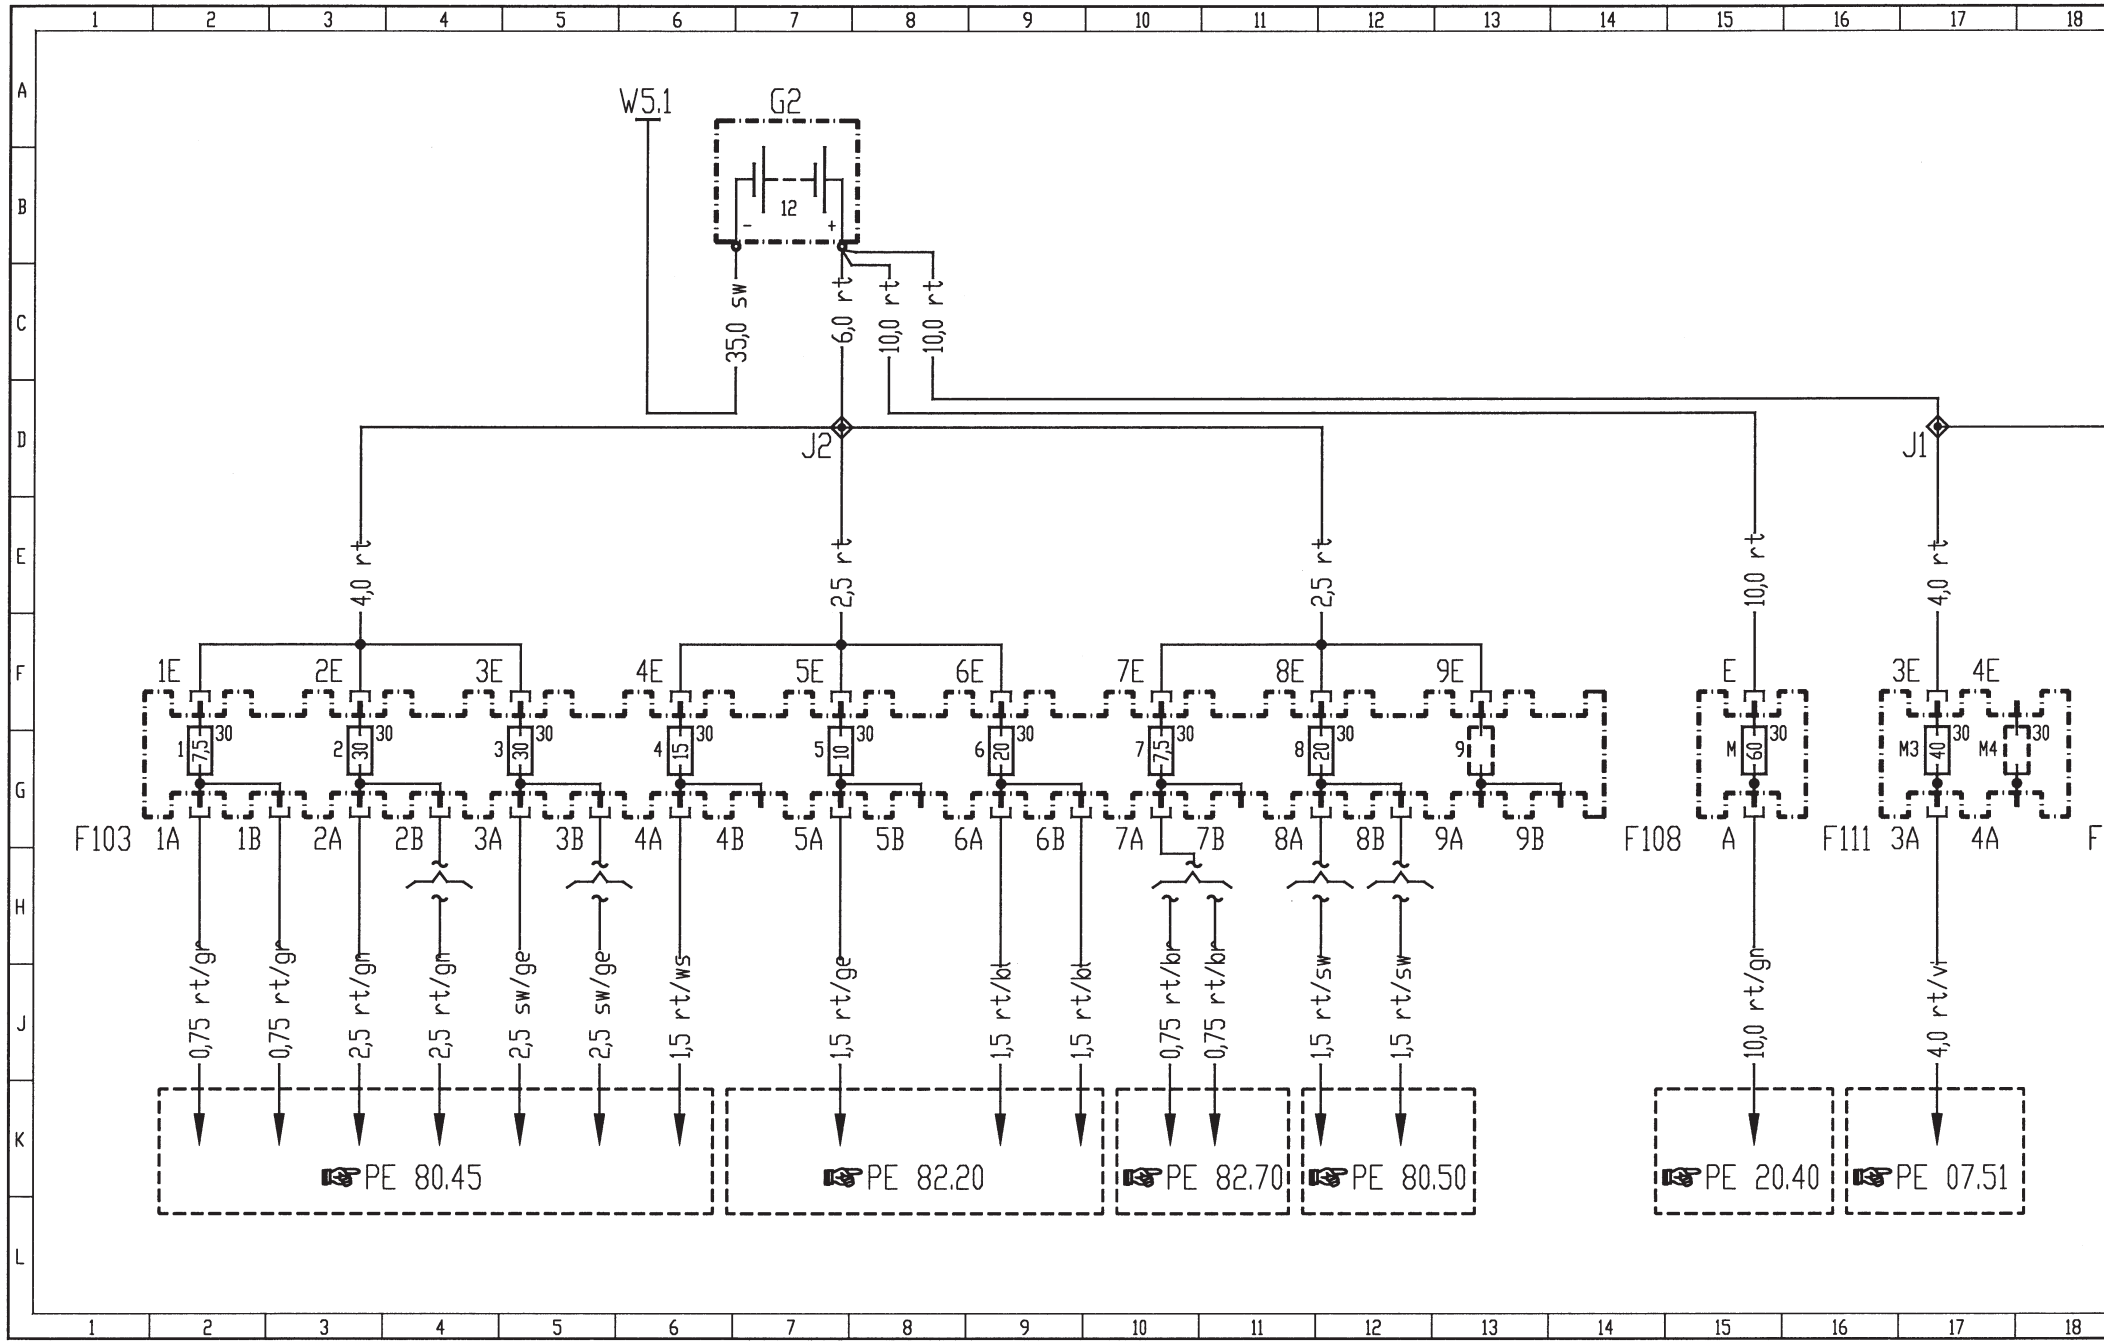 1 2 3 4 5 6 7 8 9 10 11 12 13 14 15 16 17 18
A
W5.1 G2
B
12
- +
C
35,0 sw 6,0 rt 10,0 rt 10,0 rt
D
J2 J1
E
4,0 rt 2,5 rt 2,5 rt 10,0 rt 4,0 rt
F
1E 2E 3E 4E 5E 6E 7E 8E 9E E 3E 4E
30 30 30 30 30 30 30 30 30 30 30
1 7,5 2 30 3 30 4 15 5 10 6 20 7 7,5 8 20 9 M 60 M3 40 M4
G
F103 1A 1B 2A 2B 3A 3B 4A 4B 5A 5B 6A 6B 7A 7B 8A 8B 9A 9B F108 A F111 3A 4A F
H
0,75 rt/gr 0,75 rt/gr 2,5 rt/gn 2,5 rt/gn 2,5 sw/ge 2,5 sw/ge 1,5 rt/ws 1,5 rt/ge 1,5 rt/bl 1,5 rt/bl 0,75 rt/br 0,75 rt/br 1,5 rt/sw 1,5 rt/sw 10,0 rt/gn 4,0 rt/vi
J
K
PE 80.45 PE 82.20 PE 82.70 PE 80.50 PE 20.40 PE 07.51
L
1 2 3 4 5 6 7 8 9 10 11 12 13 14 15 16 17 18